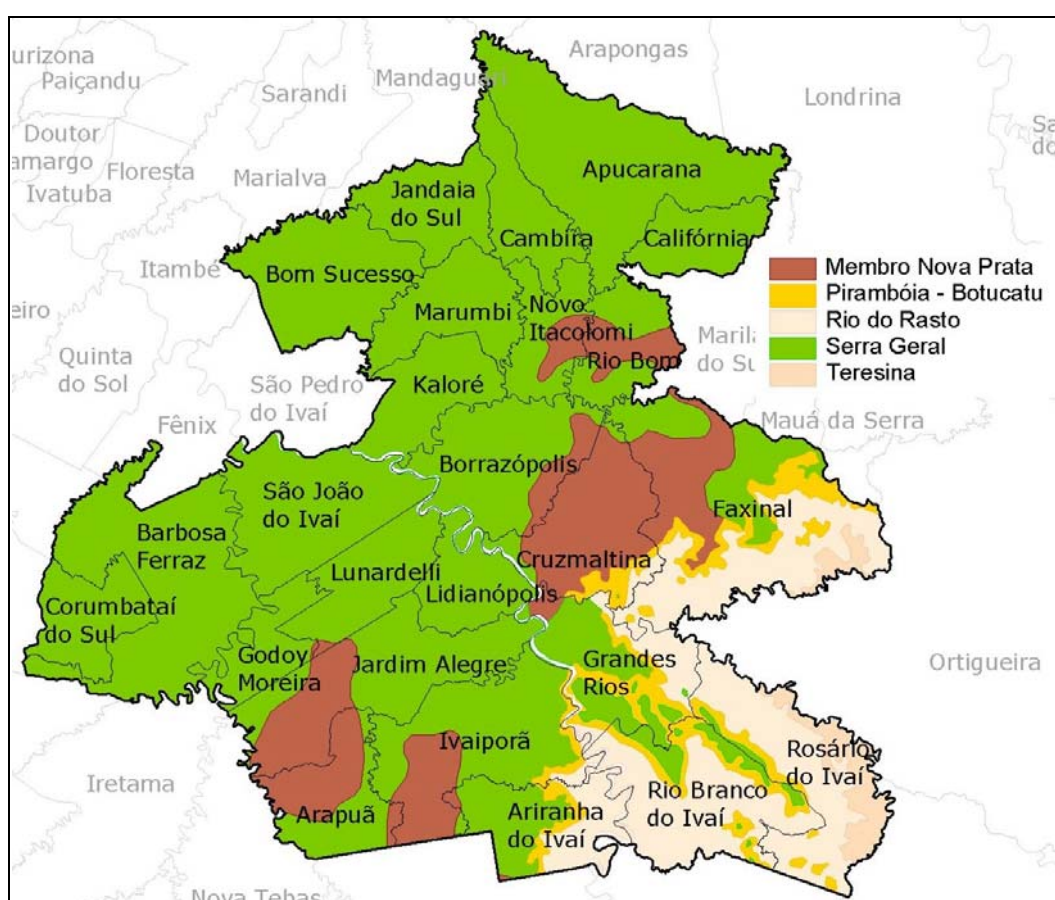 Arapongas
urizona
Paiçandu
Mandaguari
Sarandi
Londrina
Doutor
amargo
Floresta
Ivatuba
Marialva
Apucarana
Jandaia
do Sul
Cambira
Califórnia
Itambé
Bom Sucesso
Membro Nova Prata
Pirambóia - Botucatu
Rio do Rasto
Serra Geral
Teresina
eiro
Marumbi
Novo
Itacolomi
Rio Bom
Quinta
do Sol
São Pedro
do Ivaí
Kaloré
Fênix
Mauá da Serra
Borrazópolis
São João
do Ivaí
Faxinal
Barbosa
Ferraz
Cruzmaltina
Lunardelli
Lidianópolis
Corumbataí
do Sul
Godoy
Moreira
Jardim Alegre
Grandes
Rios
Ortigueira
Ivaiporã
Rosário
do Ivaí
Iretama
Rio Branco
do Ivaí
Arapuã
Ariranha
do Ivaí
Nova Tebas